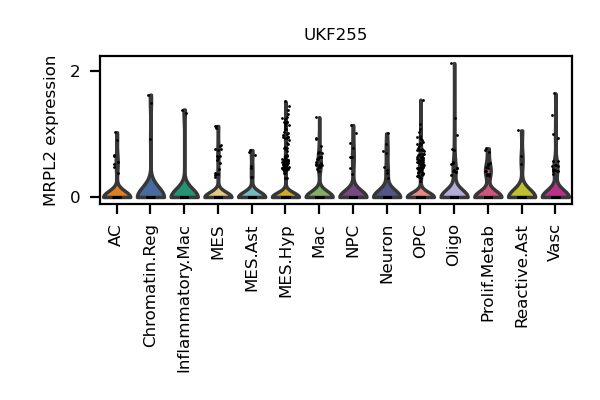 UKF255
MRPL2 expression
2
0
AC
Chromatin.Reg
Inflammatory.Mac
MES
MES.Ast
MES.Hyp
Mac
NPC
Neuron
OPC
Oligo
Prolif.Metab
Reactive.Ast
Vasc